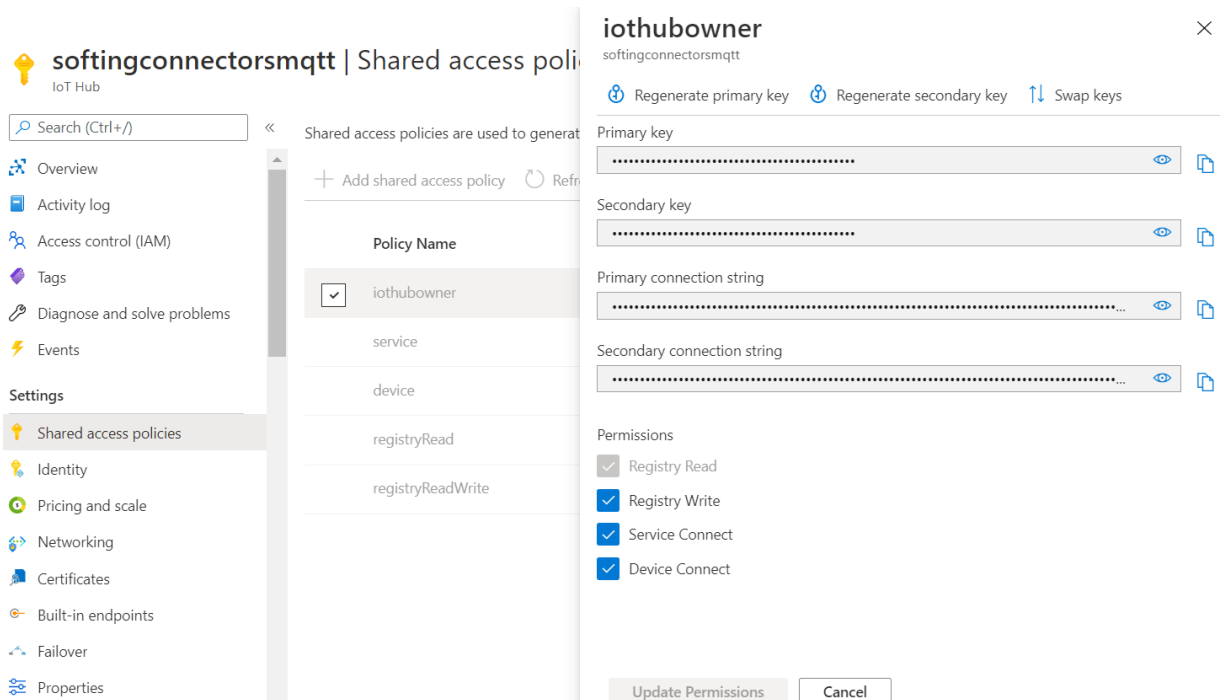 softingconnectorsmqtt | Shared access poli
IoT Hub
Search (Ctrl+/)
«
Overview
Activity log
Access control (IAM)
Tags
Diagnose and solve problems
Events
Settings
Shared access policies
Identity
Pricing and scale
Networking
Certificates
Built-in endpoints
Failover
Properties
Shared access policies are used to generat
Add shared access policy
Refr
Policy Name
iothubowner
service
device
registryRead
registryReadWrite
iothubowner
softingconnectorsmqtt
Regenerate primary key
Regenerate secondary key
Swap keys
Primary key
Secondary key
Primary connection string
Secondary connection string
Permissions
Registry Read
Registry Write
Service Connect
Device Connect
Update Permissions
Cancel